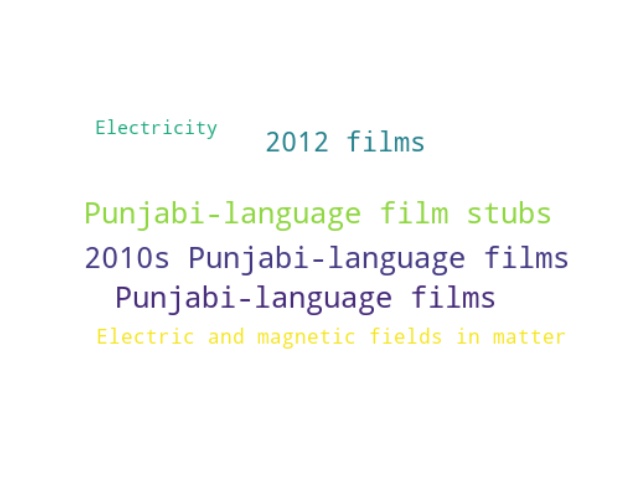 Electricity
2012 films
Punjabi-language film stubs
2010s Punjabi-language films
Punjabi-language films
Electric and magnetic fields in matter